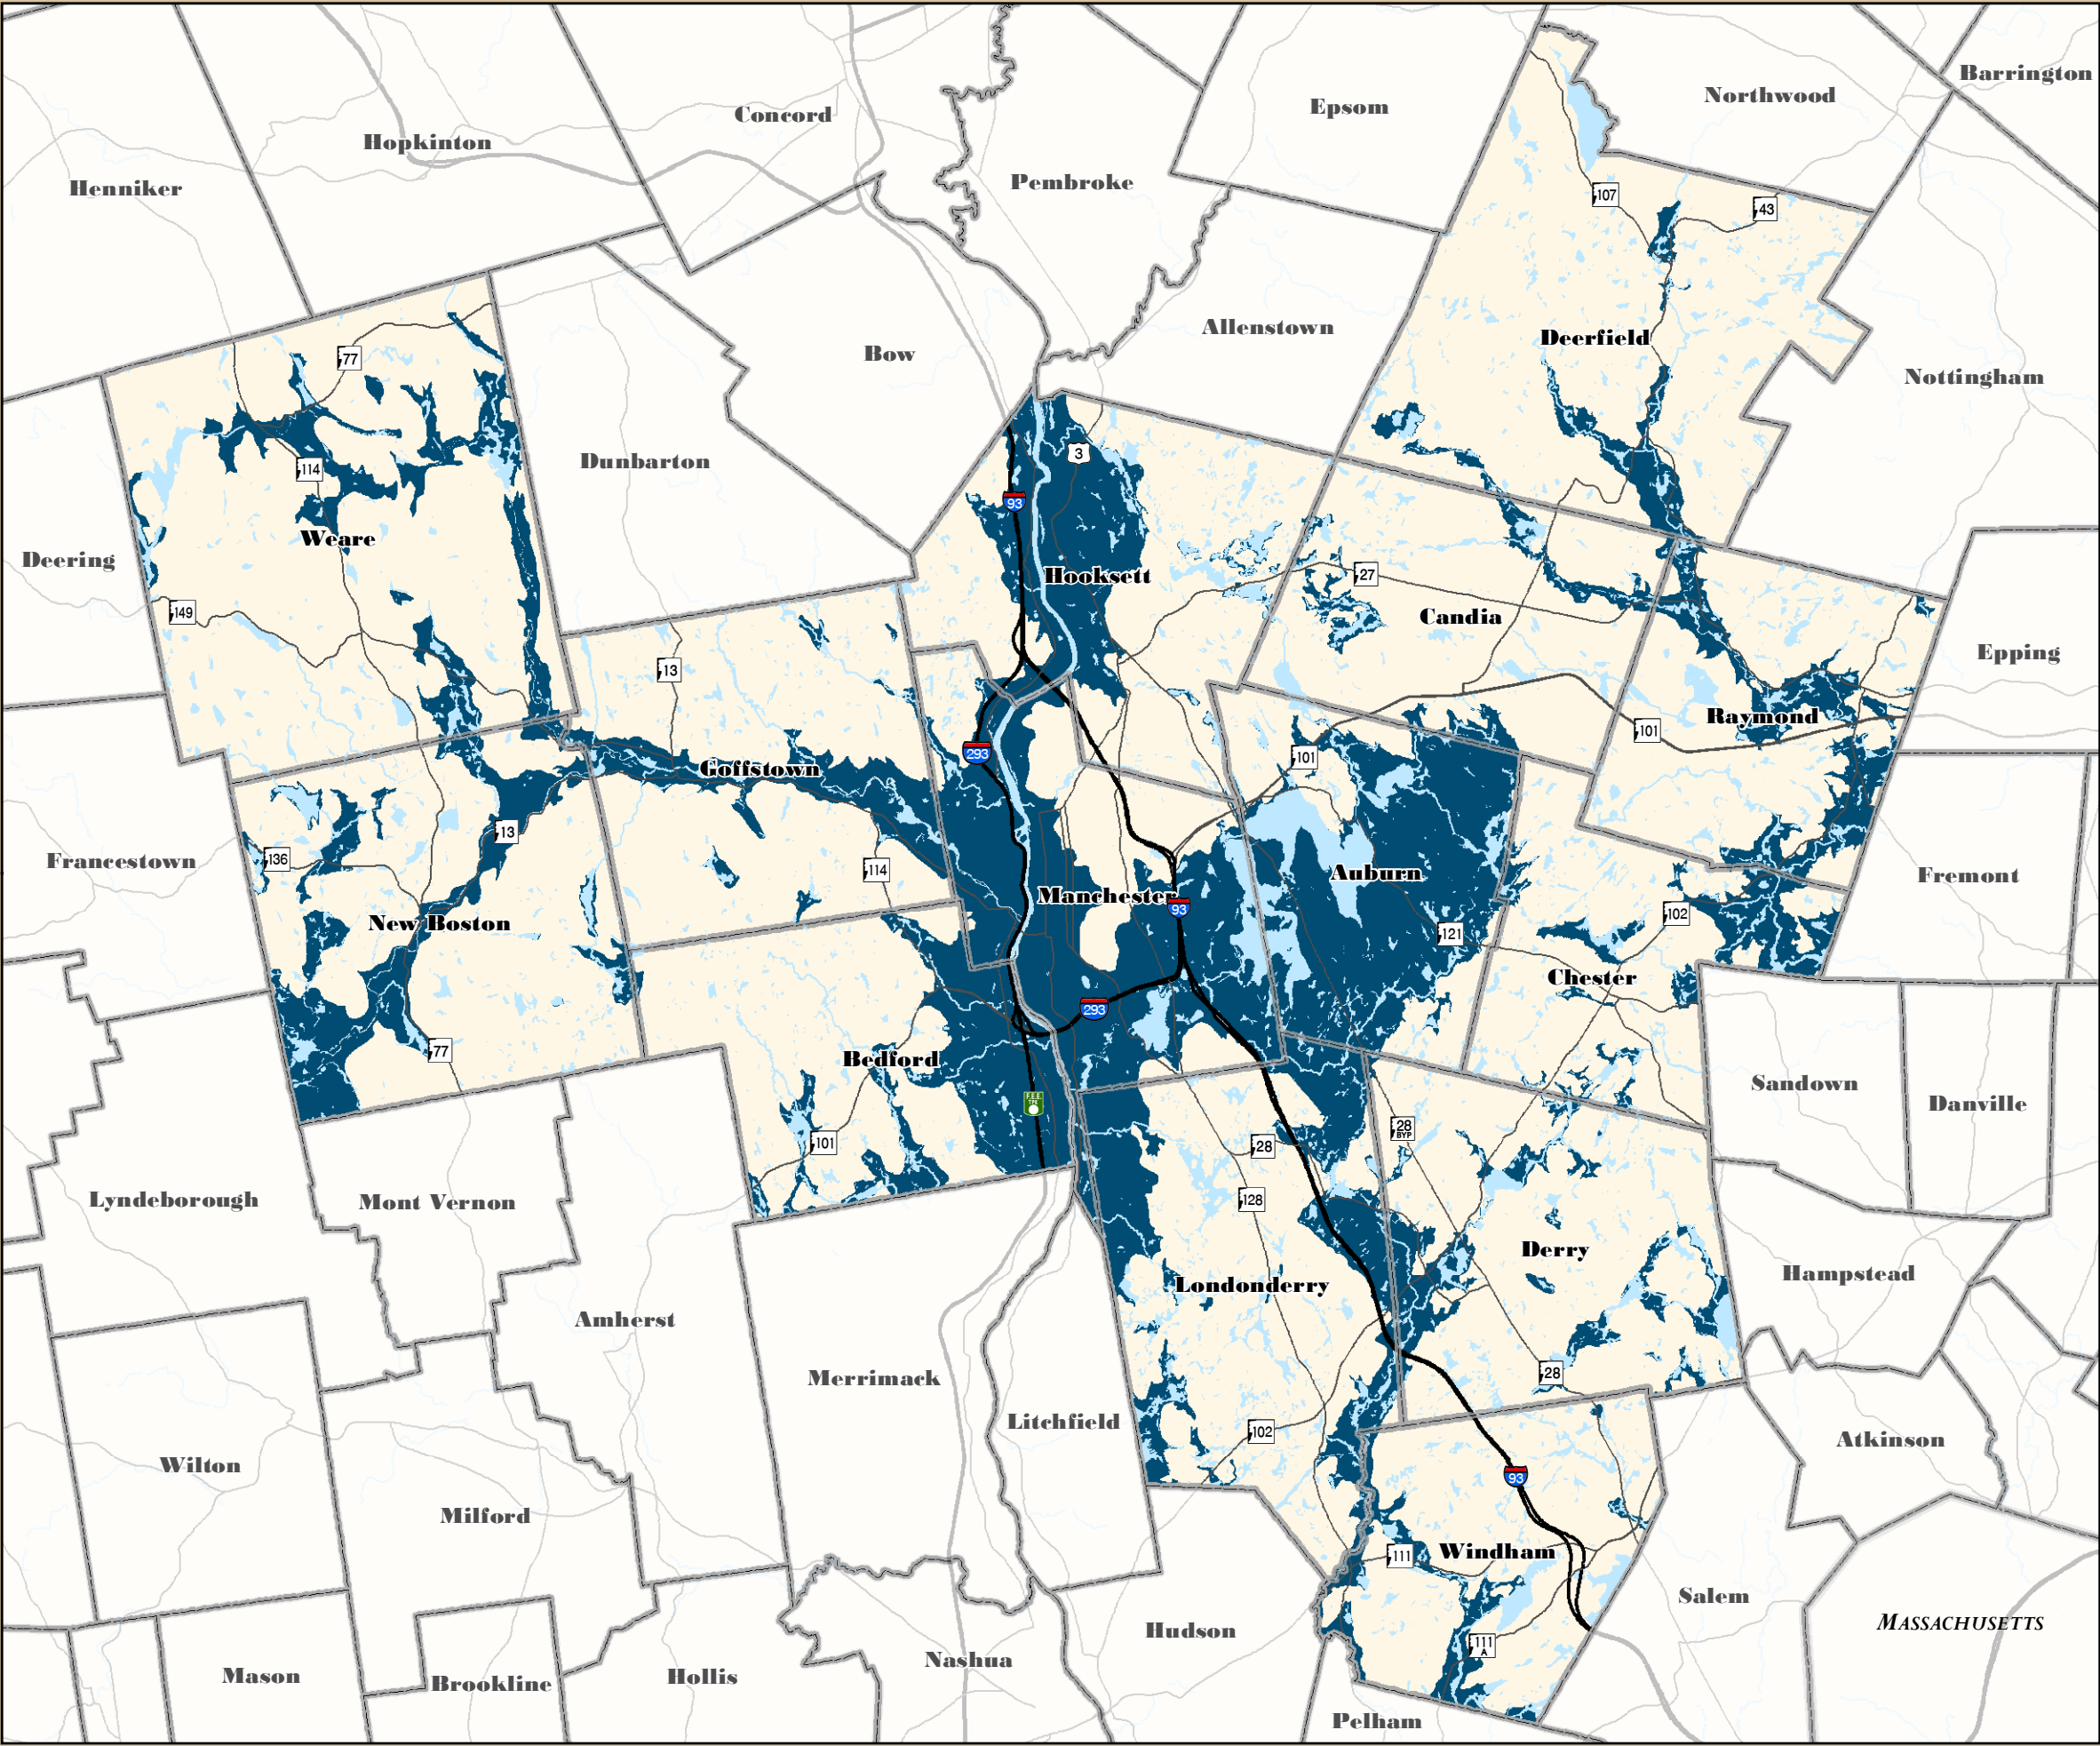 Barrington
Northwood
Epsom
Concord
Hopkinton
Pembroke
Henniker
107
43
Allenstown
Deerfield
Bow
77
Nottingham
3
Dunbarton
114
93
Weare
Deering
Hooksett
27
149
Candia
Epping
13
Raymond
101
293
101
Goffstown
13
136
114
Auburn
Fremont
Francestown
Manchester
93
102
New Boston
121
Chester
293
77
Bedford
Sandown
Danville
F.E.E.
TPK
28
BYP
101
28
Lyndeborough
Mont Vernon
128
Derry
Hampstead
Londonderry
Amherst
28
Merrimack
Litchfield
102
Atkinson
Wilton
93
Milford
111
Windham
Salem
MASSACHUSETTS
Hudson
111
A
Nashua
Mason
Brookline
Hollis
Pelham